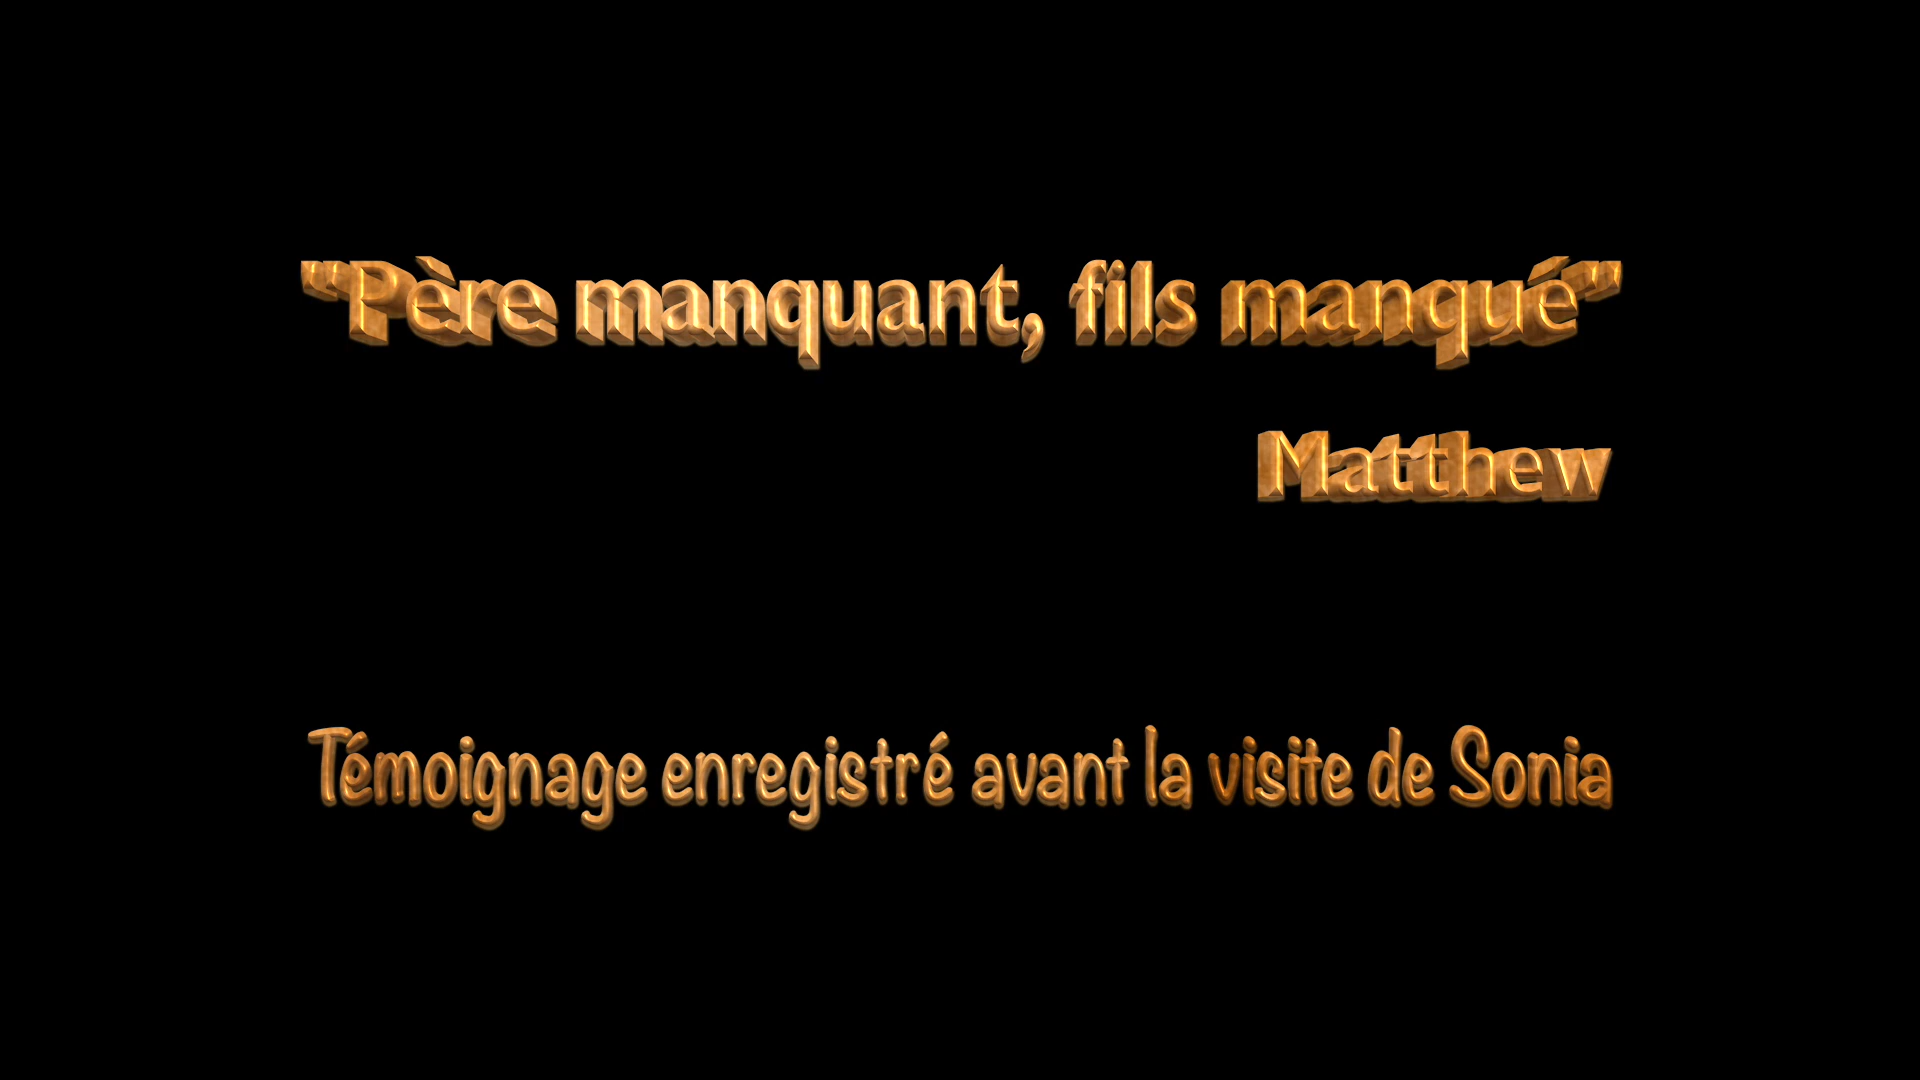 "Père manquant, fils manqué"
Matthew
Témoignage enregistré avant la visite de Sonia